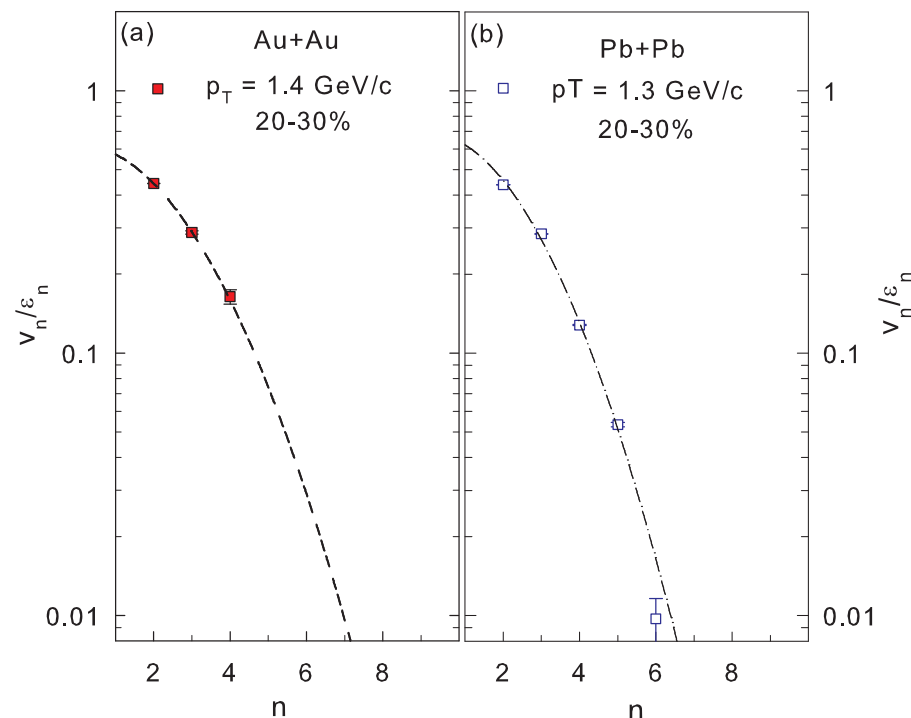 (a) Au+Au
p_T = 1.4 GeV/c
20-30%
(b) Pb+Pb
pT = 1.3 GeV/c
20-30%
1
0.1
0.01
v_n/ε_n
2 4 6 8
n
2 4 6 8
n
1
0.1
0.01
v_n/ε_n